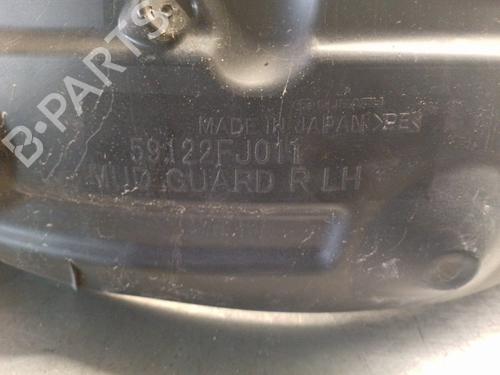 B-PARTS
MADE IN JAPAN >PE<
59122FJ011
MUD GUARD R LH